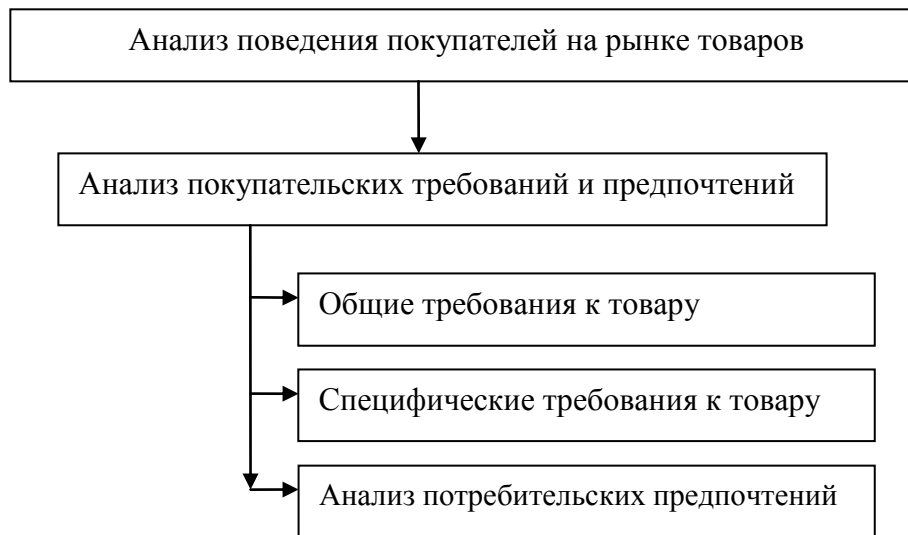 Анализ поведения покупателей на рынке товаров
Анализ покупательских требований и предпочтений
Общие требования к товару
Специфические требования к товару
Анализ потребительских предпочтений